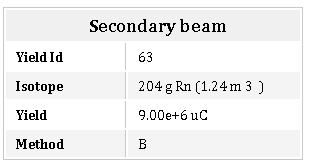 Secondary beam
Yield Id 63
Isotope 204 g Rn (1.24 m 3 )
Yield 9.00e+6 uC
Method B